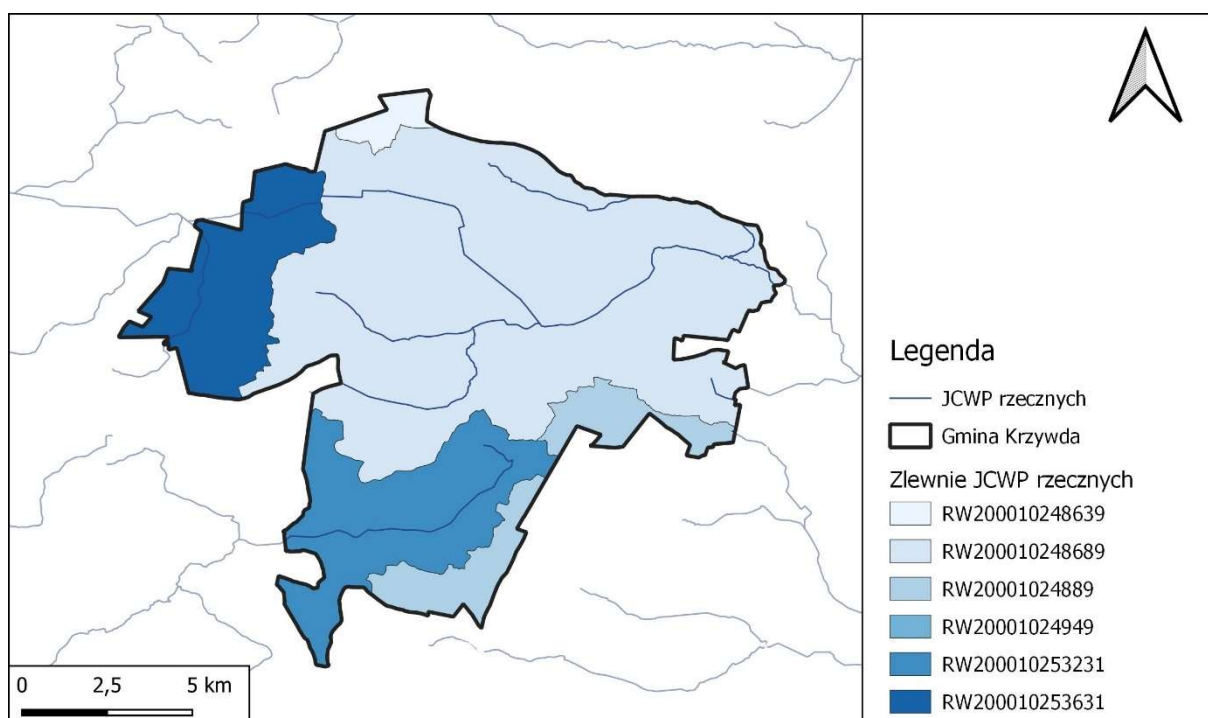 Legenda
JCWP rzecznych
Gmina Krzywda
Zlewnie JCWP rzecznych
RW200010248639
RW200010248689
RW20001024889
RW20001024949
RW200010253231
RW200010253631
0 2,5 5 km